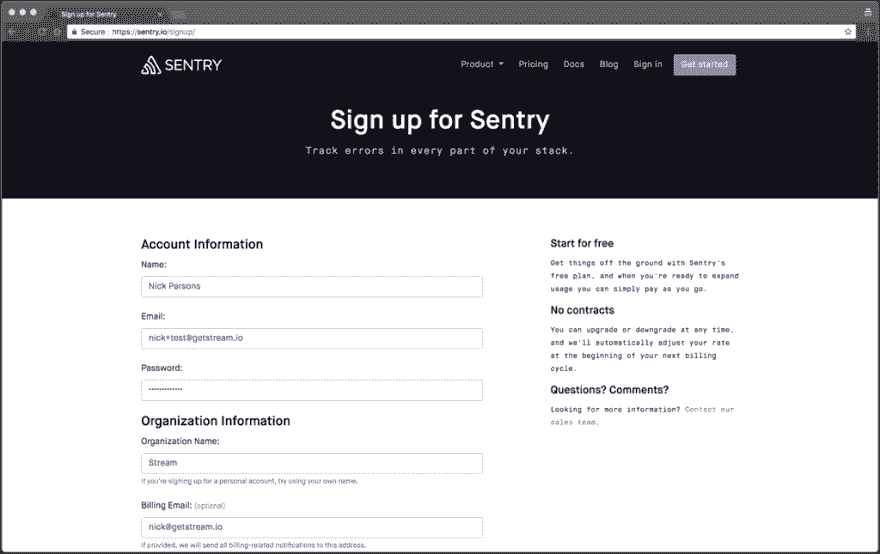 Sign up for Sentry
Secure https://sentry.io/signup/
SENTRY
Product Pricing Docs Blog Sign in Get started
Sign up for Sentry
Track errors in every part of your stack.
Account Information
Name:
Nick Parsons
Email:
nick+test@getstream.io
Password:
Organization Information
Organization Name:
Stream
If you're signing up for a personal account, try using your own name.
Billing Email: (optional)
nick@getstream.io
If provided, we will send all billing-related notifications to this address.
Start for free
Get things off the ground with Sentry's
free plan, and when you're ready to expand
usage you can simply pay as you go.
No contracts
You can upgrade or downgrade at any time,
and we'll automatically adjust your rate
at the beginning of your next billing
cycle.
Questions? Comments?
Looking for more information? Contact our
sales team.